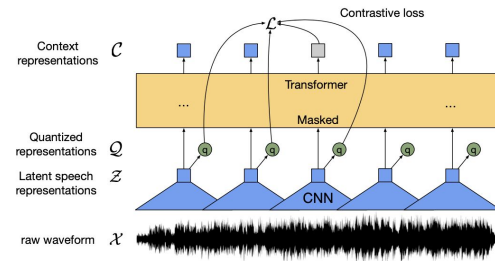 Contrastive loss
ℒ
Context
representations 𝒞
Transformer
... ...
Masked
Quantized
representations 𝒬
q q q q q
Latent speech
representations 𝒵
CNN
raw waveform 𝒳